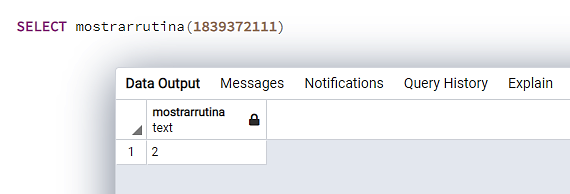 SELECT mostrarrutina(1839372111)
Data Output Messages Notifications Query History Explain
mostrarrutina
text
1 2